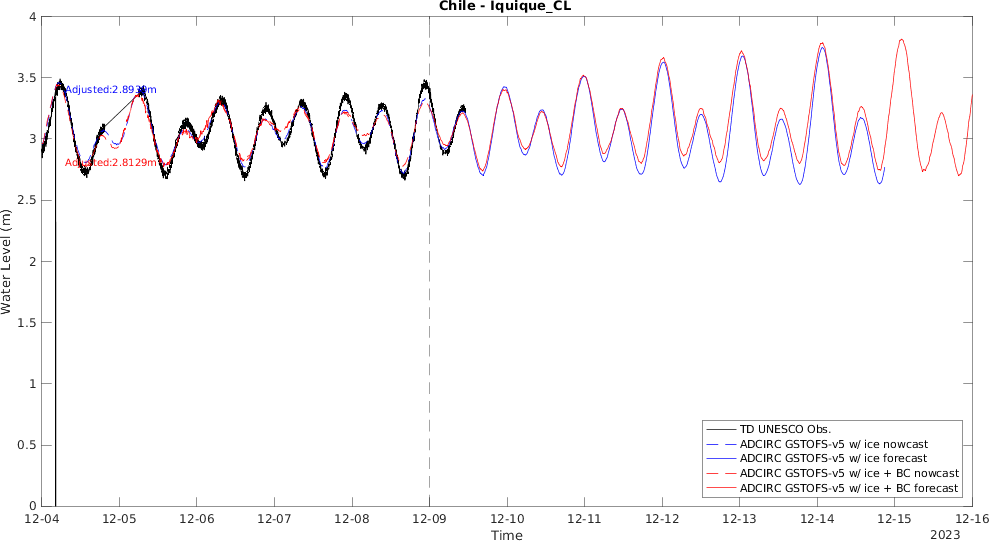 Chile - Iquique_CL
4
3.5
3
2.5
2
1.5
1
0.5
0
Water Level (m)
Adjusted:2.8939m
Adjusted:2.8129m
TD UNESCO Obs.
ADCIRC GSTOFS-v5 w/ ice nowcast
ADCIRC GSTOFS-v5 w/ ice forecast
ADCIRC GSTOFS-v5 w/ ice + BC nowcast
ADCIRC GSTOFS-v5 w/ ice + BC forecast
12-04 12-05 12-06 12-07 12-08 12-09 12-10 12-11 12-12 12-13 12-14 12-15 12-16
Time
2023